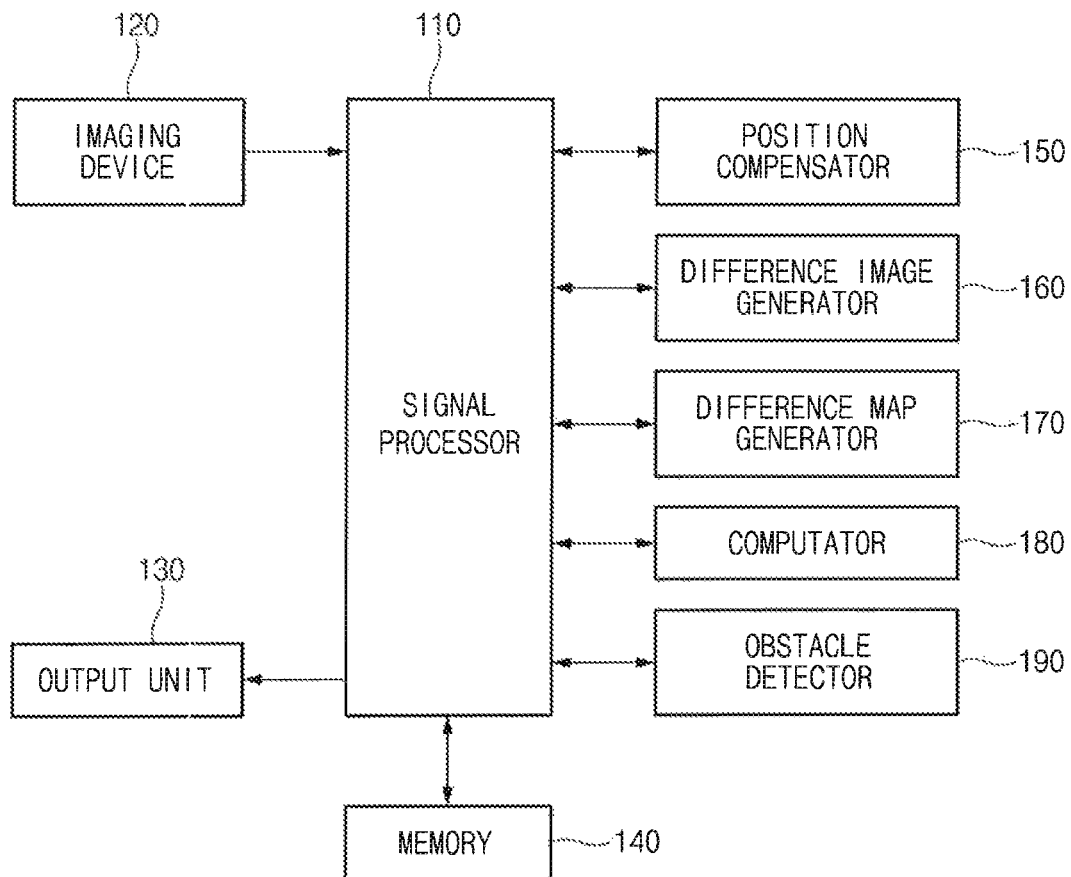 120
110
IMAGING
DEVICE
POSITION
COMPENSATOR
150
DIFFERENCE IMAGE
GENERATOR
160
SIGNAL
PROCESSOR
DIFFERENCE MAP
GENERATOR
170
COMPUTATOR
180
130
OUTPUT UNIT
OBSTACLE
DETECTOR
190
MEMORY
140